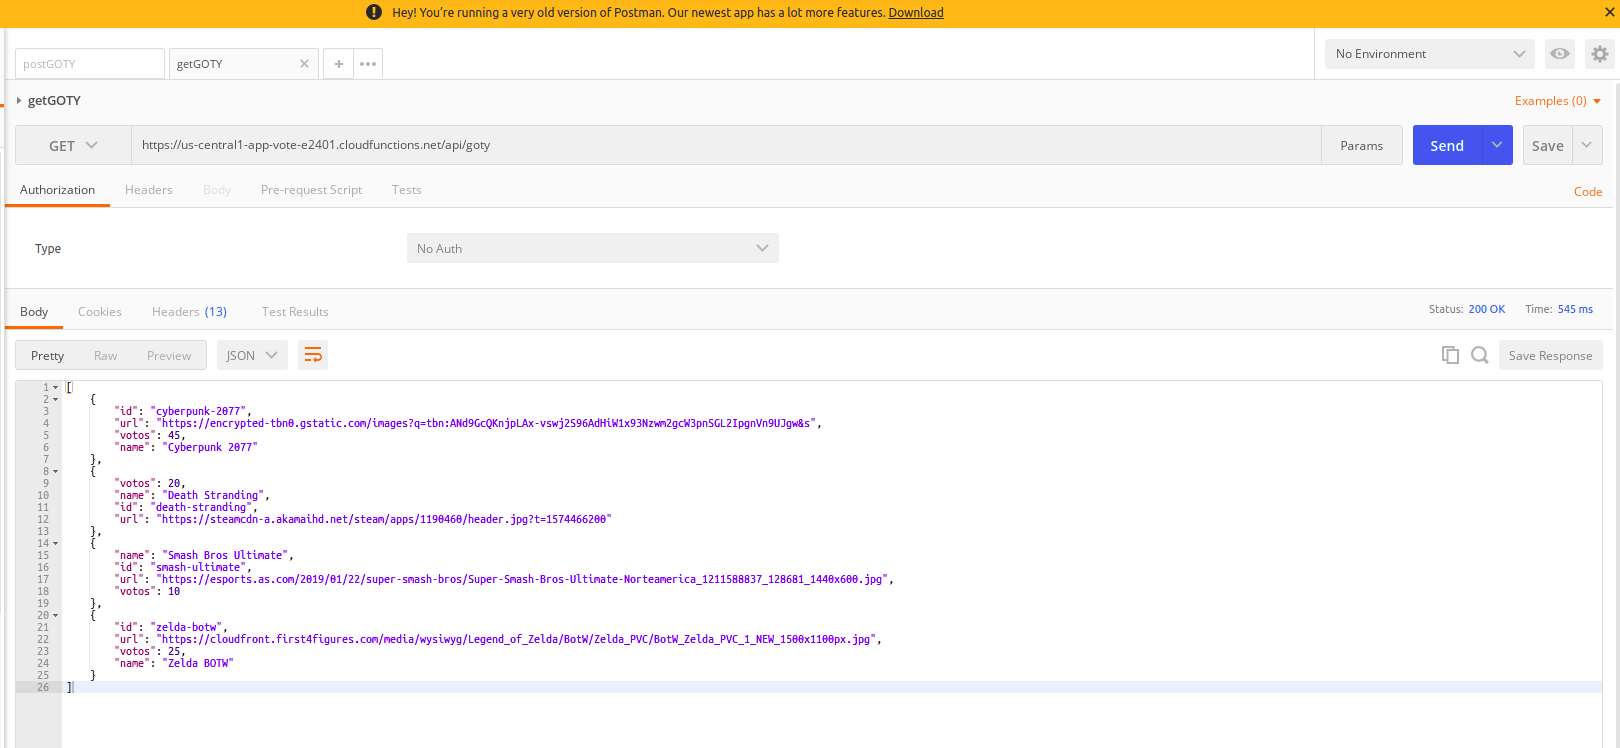 Hey! You're running a very old version of Postman. Our newest app has a lot more features. Download
postGOTY
getGOTY
No Environment
getGOTY
Examples (0)
GET
https://us-central1-app-vote-e2401.cloudfunctions.net/api/goty
Params
Send
Save
Authorization Headers Body Pre-request Script Tests
Code
Type
No Auth
Body Cookies Headers (13) Test Results
Status: 200 OK Time: 545 ms
Pretty Raw Preview JSON
Save Response
1 [
2 {
3 "id": "cyberpunk-2077",
4 "url": "https://encrypted-tbn0.gstatic.com/images?q=tbn:ANd9GcQKnjpLAx-vswj2S96AdHiW1x93Nzwm2gcW3pnSGL2IpgnVn9UJgw&s",
5 "votos": 45,
6 "name": "Cyberpunk 2077"
7 },
8 {
9 "votos": 20,
10 "name": "Death Stranding",
11 "id": "death-stranding",
12 "url": "https://steamcdn-a.akamaihd.net/steam/apps/1190460/header.jpg?t=1574466200"
13 },
14 {
15 "name": "Smash Bros Ultimate",
16 "id": "smash-ultimate",
17 "url": "https://esports.as.com/2019/01/22/super-smash-bros/Super-Smash-Bros-Ultimate-Norteamerica_1211588837_128681_1440x600.jpg",
18 "votos": 10
19 },
20 {
21 "id": "zelda-botw",
22 "url": "https://cloudfront.first4figures.com/media/wysiwyg/Legend_of_Zelda/BotW/Zelda_PVC/BotW_Zelda_PVC_1_NEW_1500x1100px.jpg",
23 "votos": 25,
24 "name": "Zelda BOTW"
25 }
26 ]